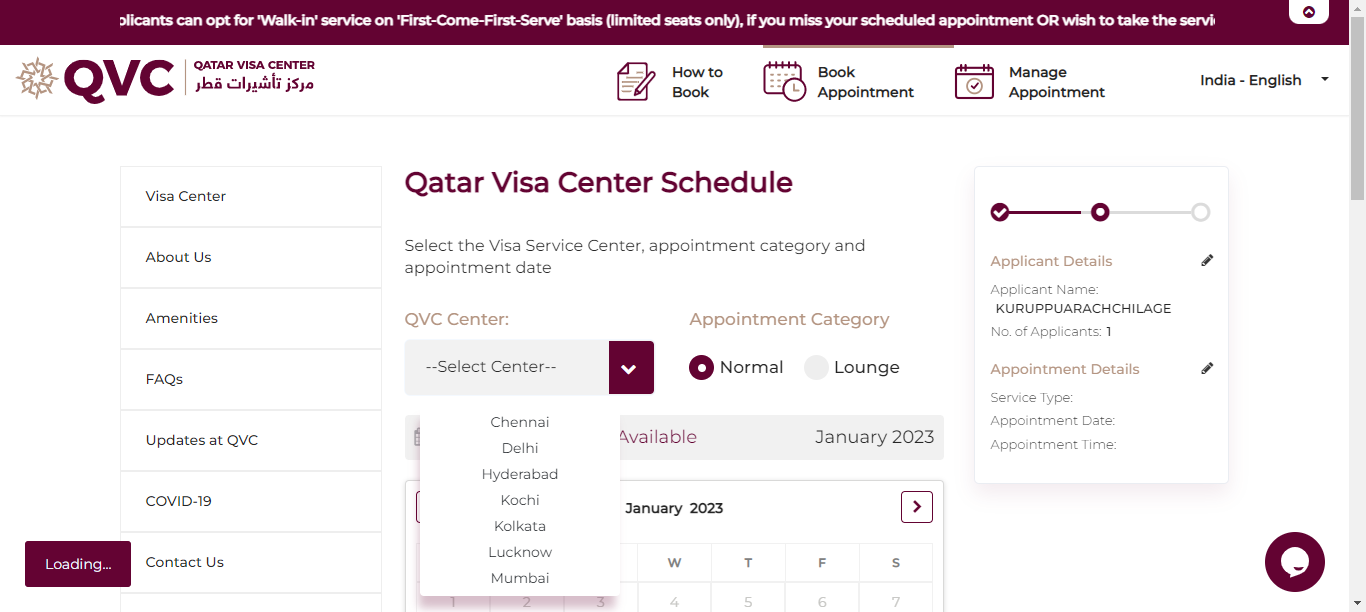 plicants can opt for 'Walk-in' service on 'First-Come-First-Serve' basis (limited seats only), if you miss your scheduled appointment OR wish to take the servi
QVC
QATAR VISA CENTER
مركز تأشيرات قطر
How to
Book
Book
Appointment
Manage
Appointment
India - English
Visa Center
About Us
Amenities
FAQs
Updates at QVC
COVID-19
Contact Us
Loading...
Qatar Visa Center Schedule
Select the Visa Service Center, appointment category and
appointment date
QVC Center:
--Select Center--
Chennai
Delhi
Hyderabad
Kochi
Kolkata
Lucknow
Mumbai
Appointment Category
Normal
Lounge
Available
January 2023
January 2023
W T F S
1 2 3 4 5 6 7
Applicant Details
Applicant Name:
KURUPPUARACHCHILAGE
No. of Applicants: 1
Appointment Details
Service Type:
Appointment Date:
Appointment Time: